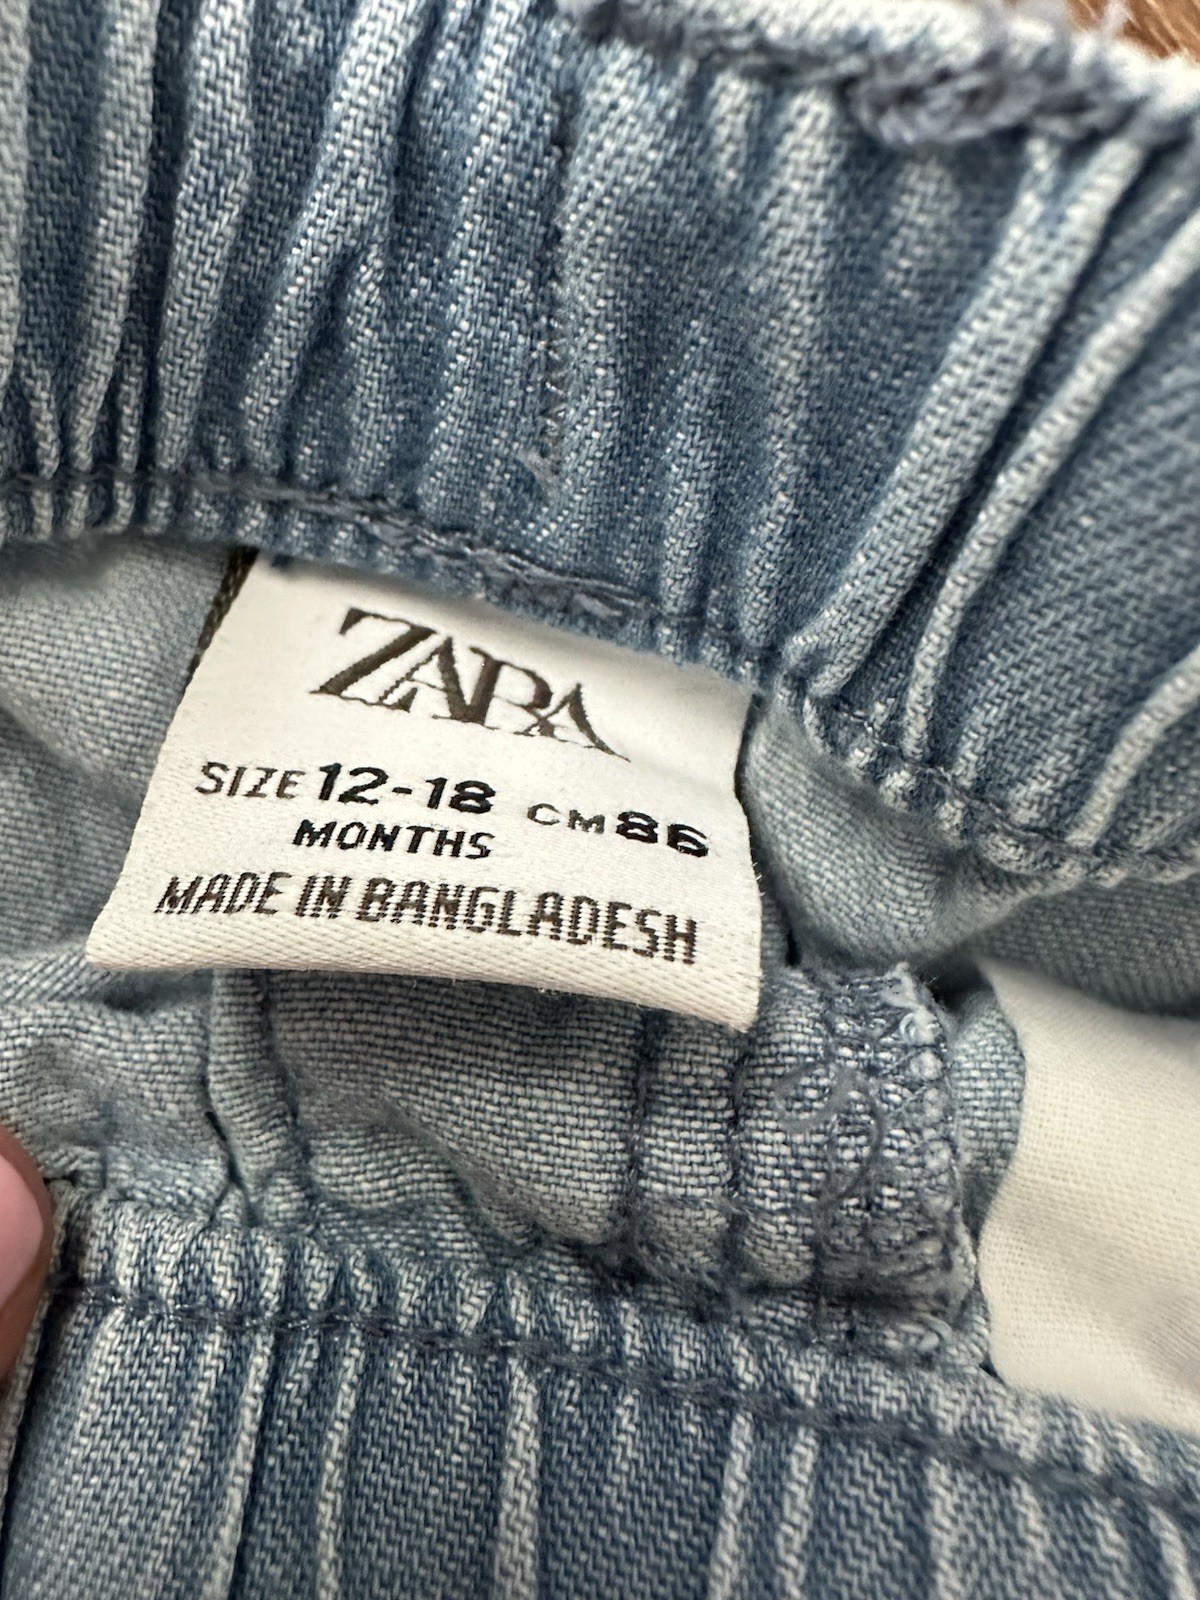 ZARA
SIZE 12-18 CM 86
MONTHS
MADE IN BANGLADESH